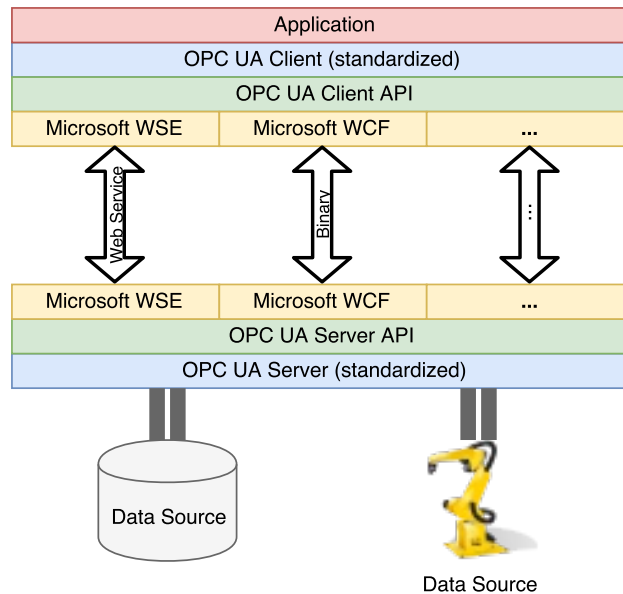 Application
OPC UA Client (standardized)
OPC UA Client API
Microsoft WSE
Microsoft WCF
...
Web Service
Binary
...
Microsoft WSE
Microsoft WCF
...
OPC UA Server API
OPC UA Server (standardized)
Data Source
Data Source